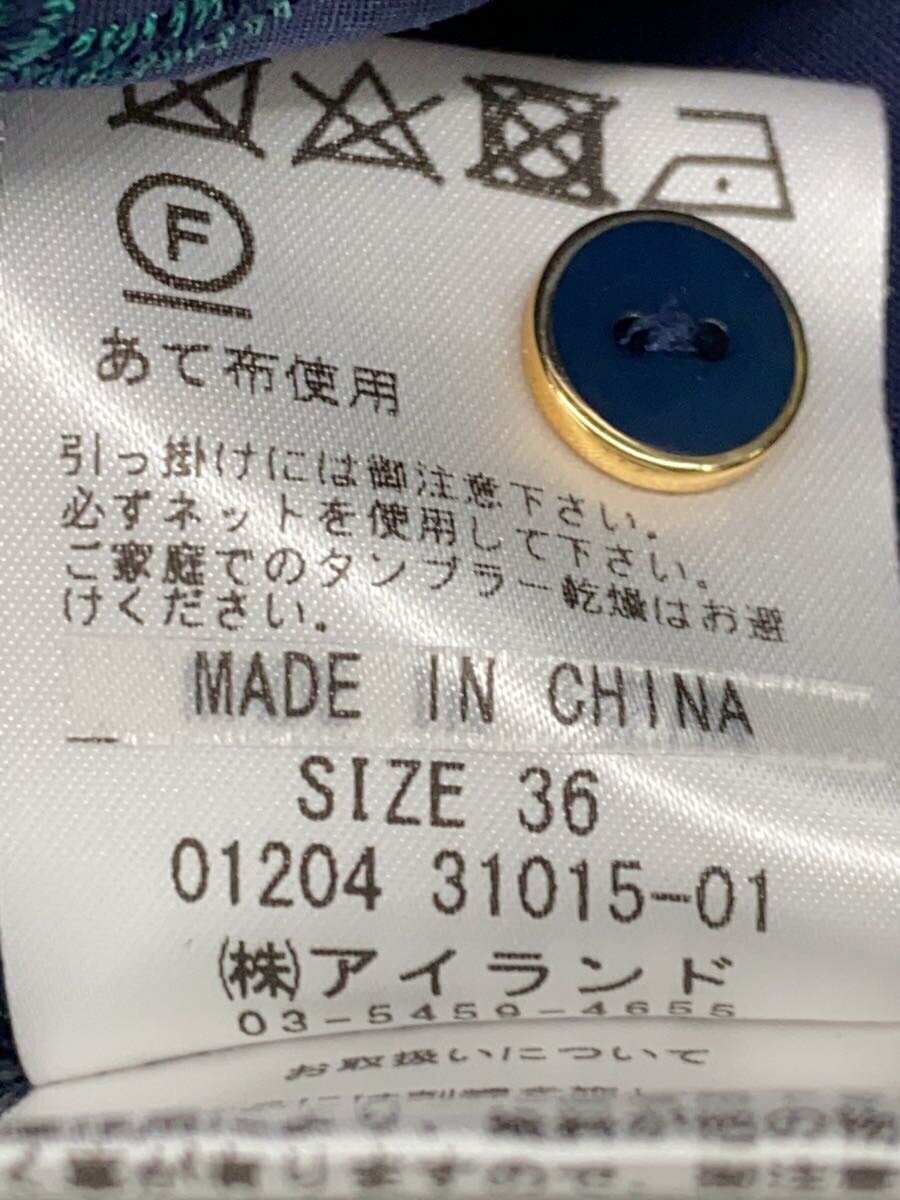 F
あて布使用
引っ掛けには御注意下さい。
必ずネットを使用して下さい。
ご家庭でのタンブラー乾燥はお避
けください。
MADE IN CHINA
SIZE 36
01204 31015-01
㈱アイランド
03-5459-4655
お取扱いについて